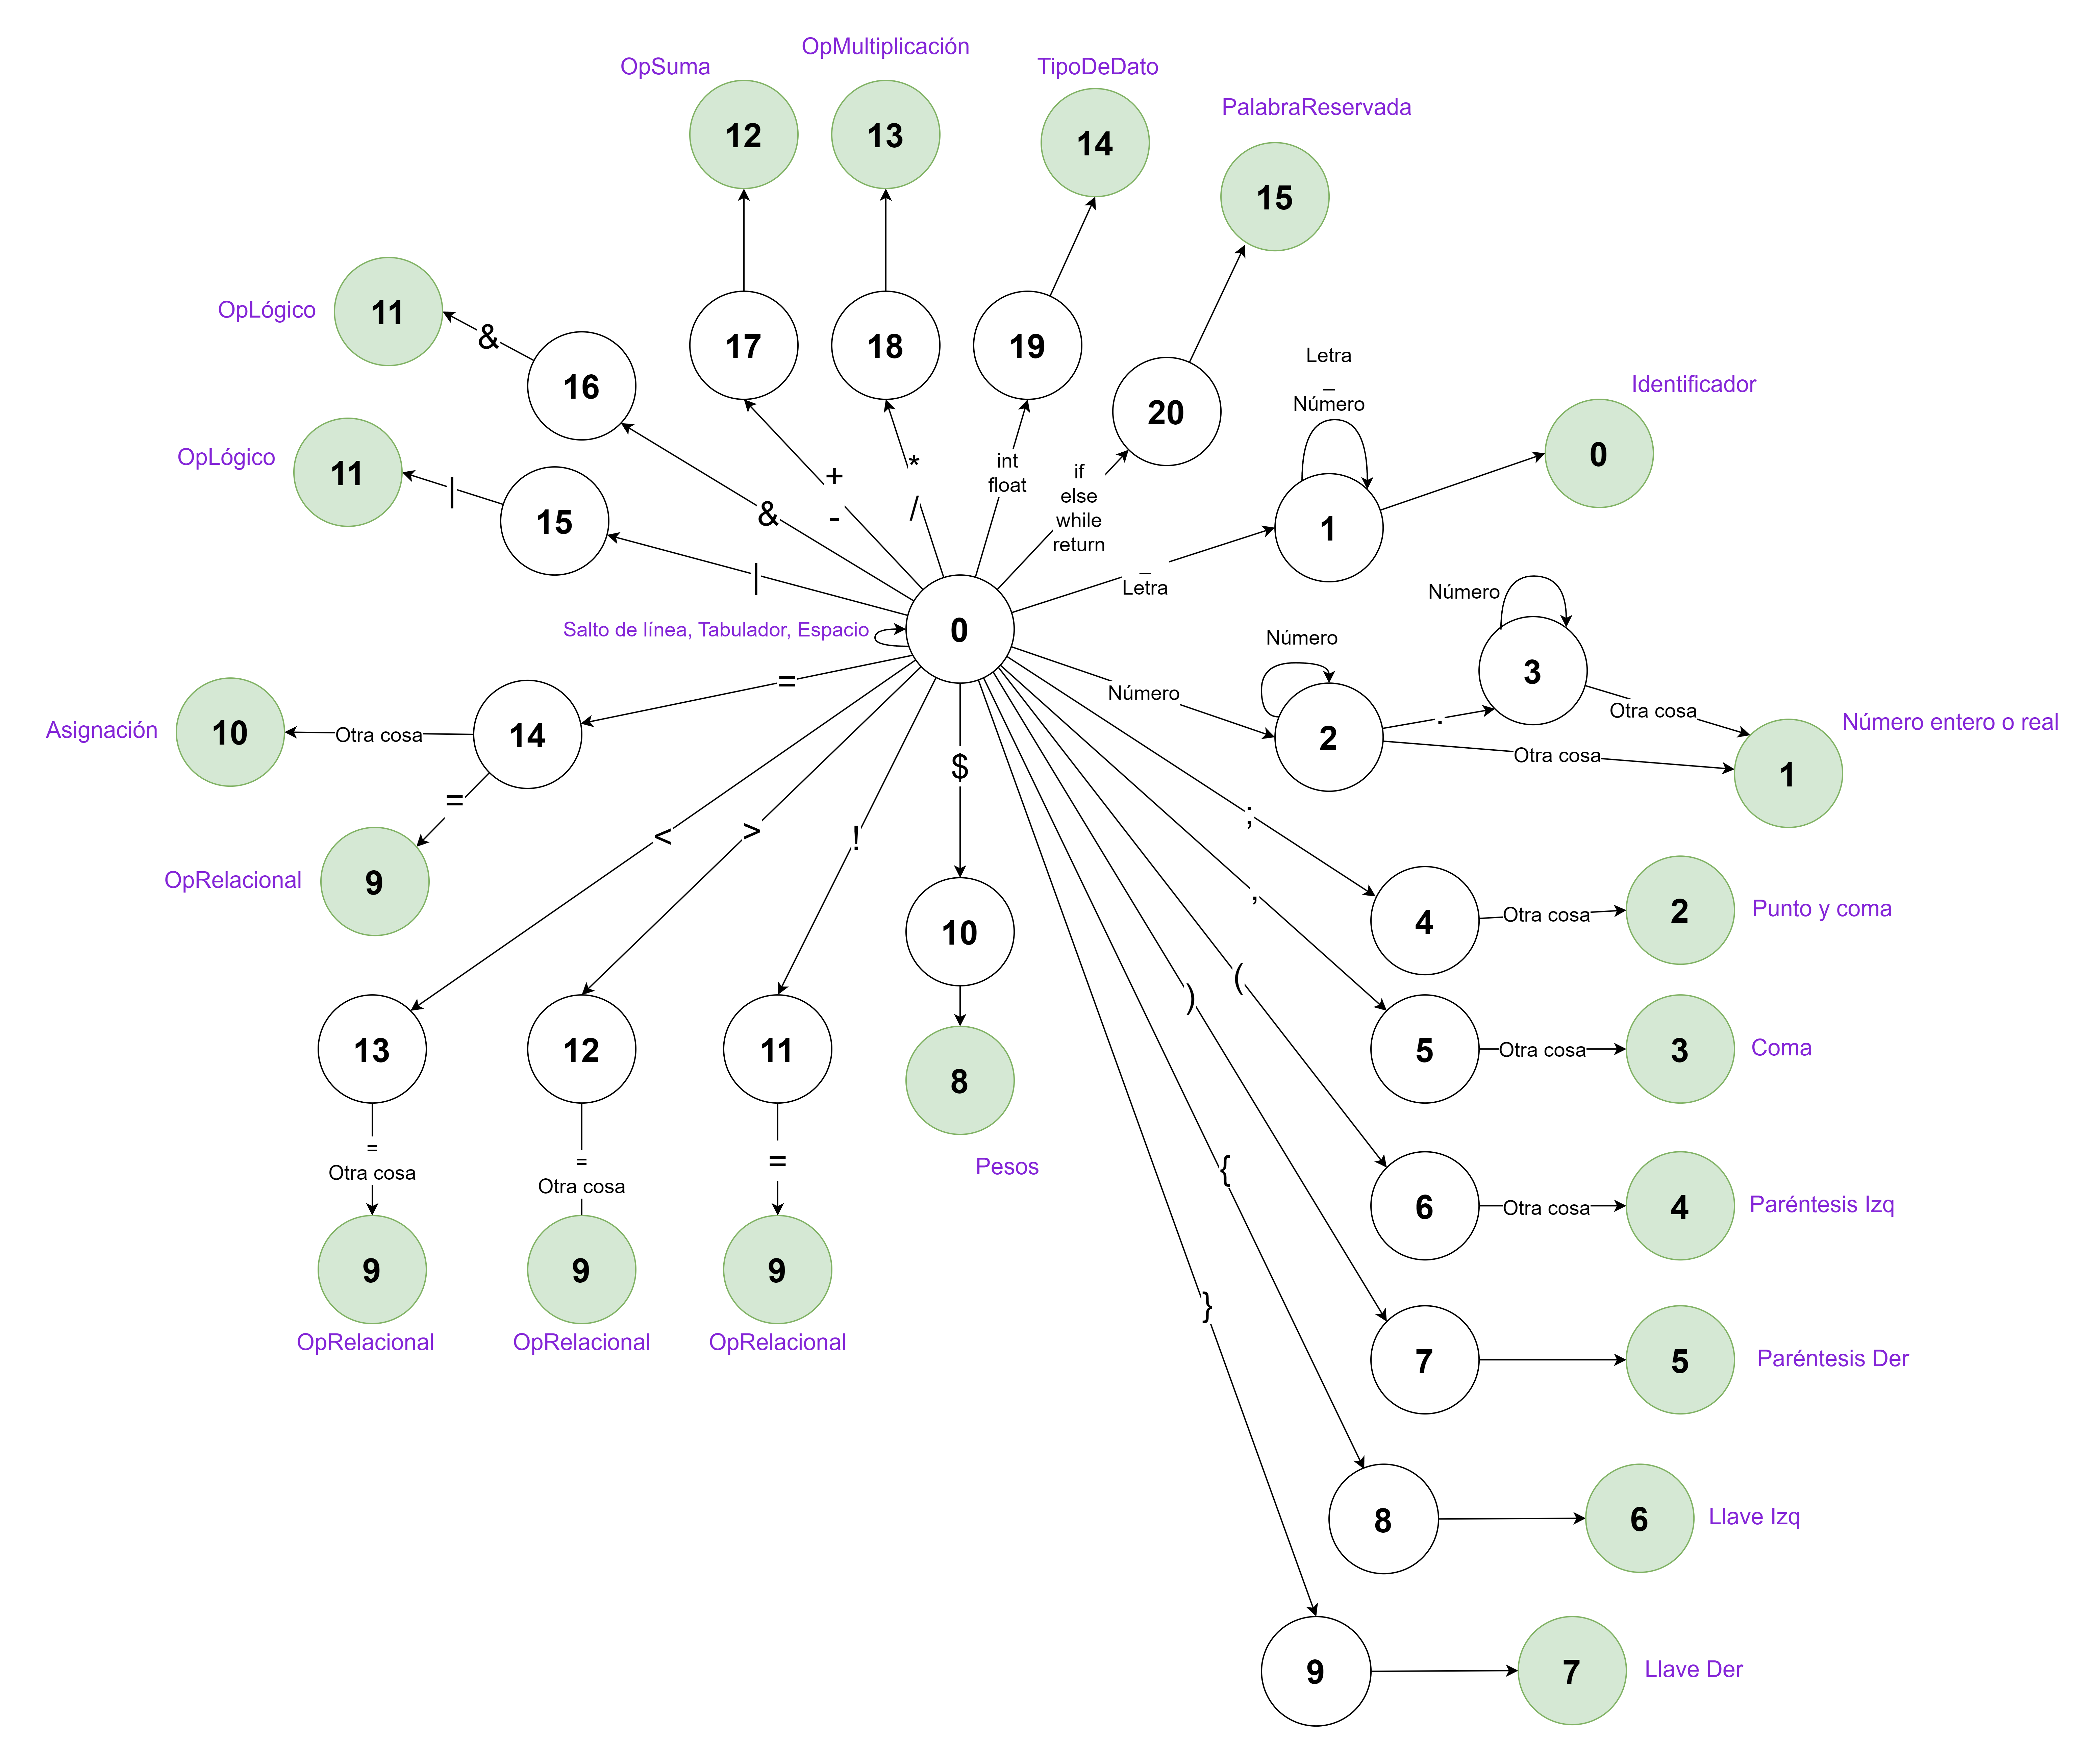 OpMultiplicación
OpSuma
TipoDeDato
PalabraReservada
12
13
14
15
OpLógico
11
&
16
17
18
19
20
Letra
_
Número
Identificador
0
1
OpLógico
11
|
15
&
+
-
*
/
int
float
if
else
while
return
_
Letra
|
Salto de línea, Tabulador, Espacio
0
Número
Número
3
Número
2
.
Otra cosa
Otra cosa
Número entero o real
1
Asignación
10
Otra cosa
14
=
=
OpRelacional
9
<
>
!
$
10
8
Pesos
;
4
Otra cosa
2
Punto y coma
,
5
Otra cosa
3
Coma
(
6
Otra cosa
4
Paréntesis Izq
)
7
5
Paréntesis Der
{
8
6
Llave Izq
}
9
7
Llave Der
13
12
11
=
Otra cosa
=
Otra cosa
=
9
9
9
OpRelacional
OpRelacional
OpRelacional